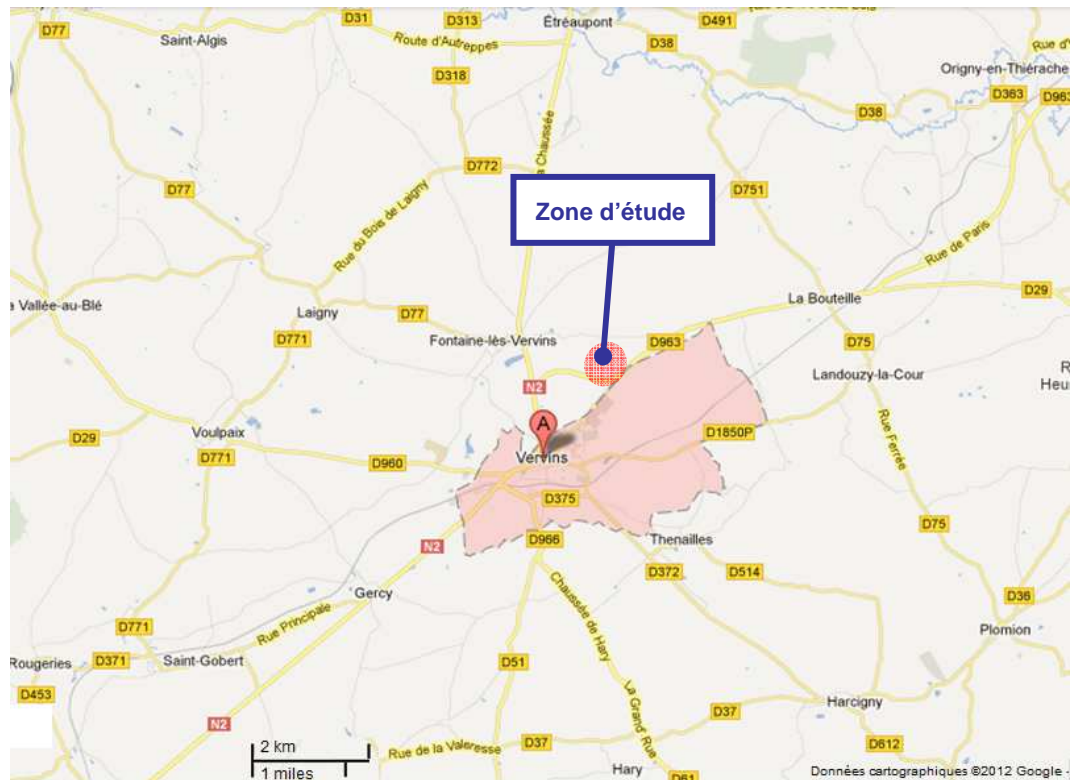 D77
D31
D313
Étréaupont
D491
Saint-Algis
Route d'Autreppes
D38
Rue d'
D318
Origny-en-Thiérache
D363
D963
D38
a Chaussée
D772
D77
D751
Rue du Bois de Laigny
Zone d'étude
Rue de Paris
D29
a Vallée-au-Blé
La Bouteille
Laigny
D77
D771
Fontaine-lès-Vervins
D963
D75
Landouzy-la-Cour
R
Heu
N2
A
D29
Voulpaix
D1850P
Rue Ferrée
D771
D960
Vervins
D375
D75
D966
Thenailles
N2
D372
D514
Gercy
Chaussée de Hary
D36
Rue Principale
D771
Plomion
Rougeries
D371
Saint-Gobert
D51
D453
La Grand' Rue
Harcigny
N2
D37
D37
2 km
Rue de la Valeresse
D612
1 miles
Hary
D61
Données cartographiques ©2012 Google -